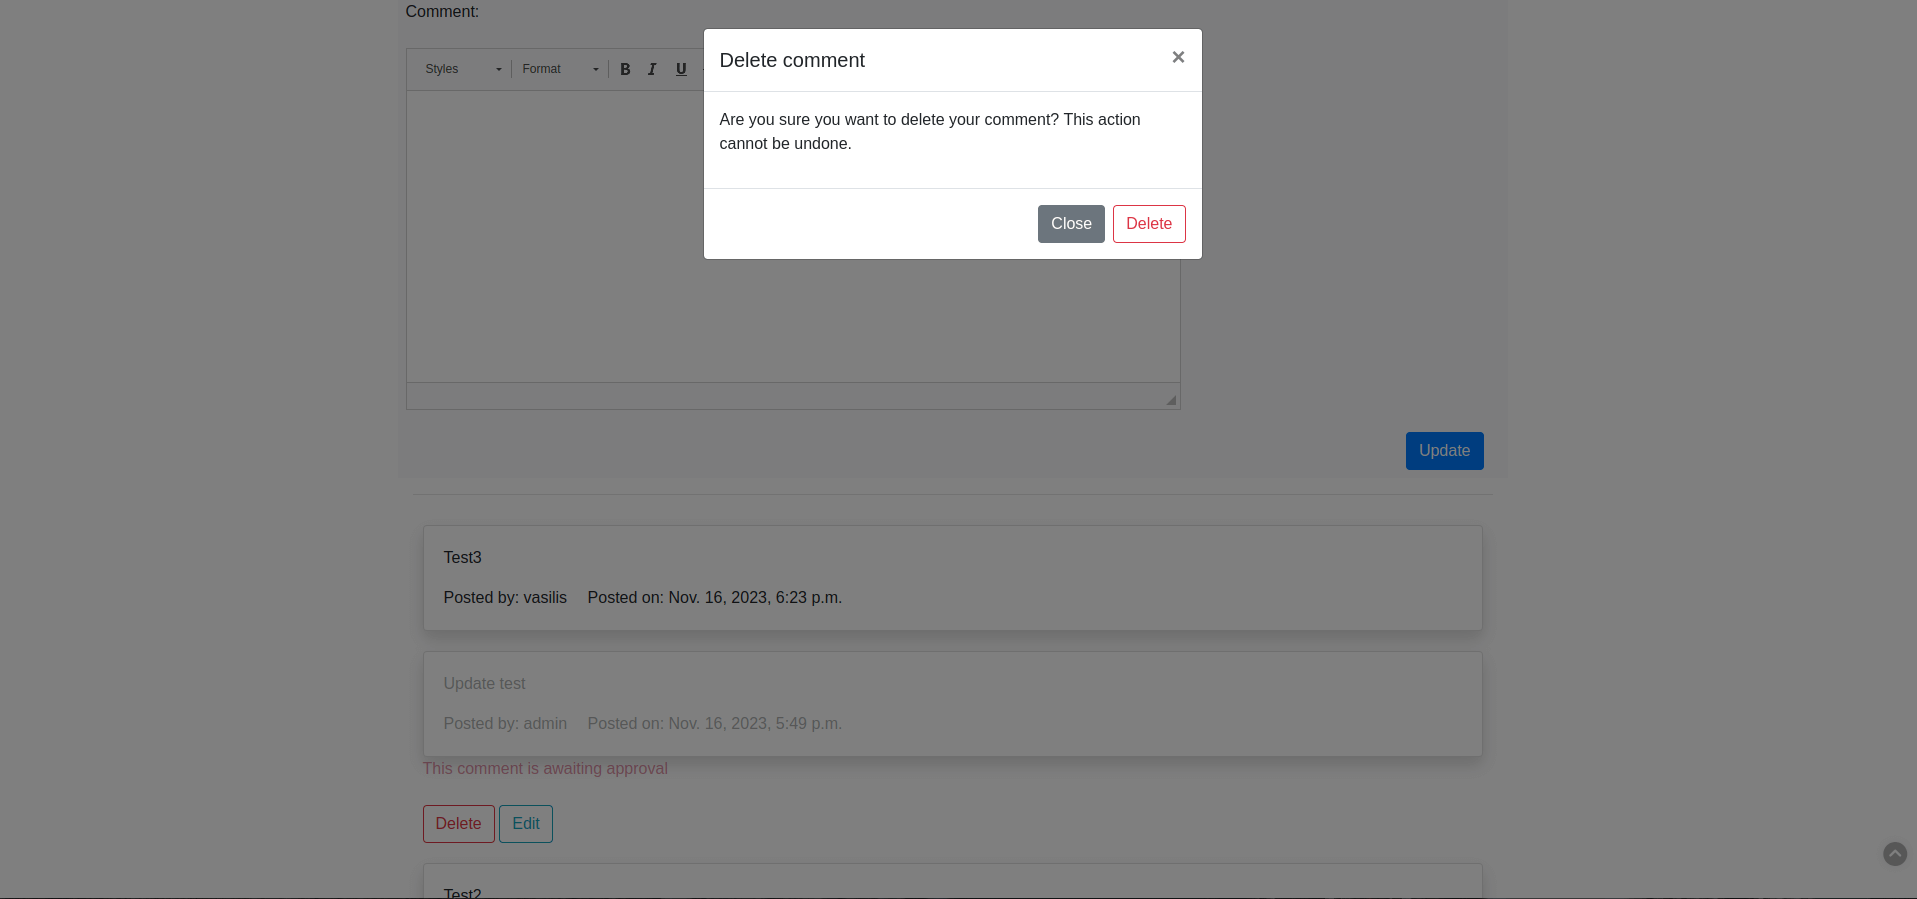 Comment:
Delete comment ×
Styles Format B I U
Are you sure you want to delete your comment? This action
cannot be undone.
Close Delete
Update
Test3
Posted by: vasilis Posted on: Nov. 16, 2023, 6:23 p.m.
Update test
Posted by: admin Posted on: Nov. 16, 2023, 5:49 p.m.
This comment is awaiting approval
Delete Edit
Test2